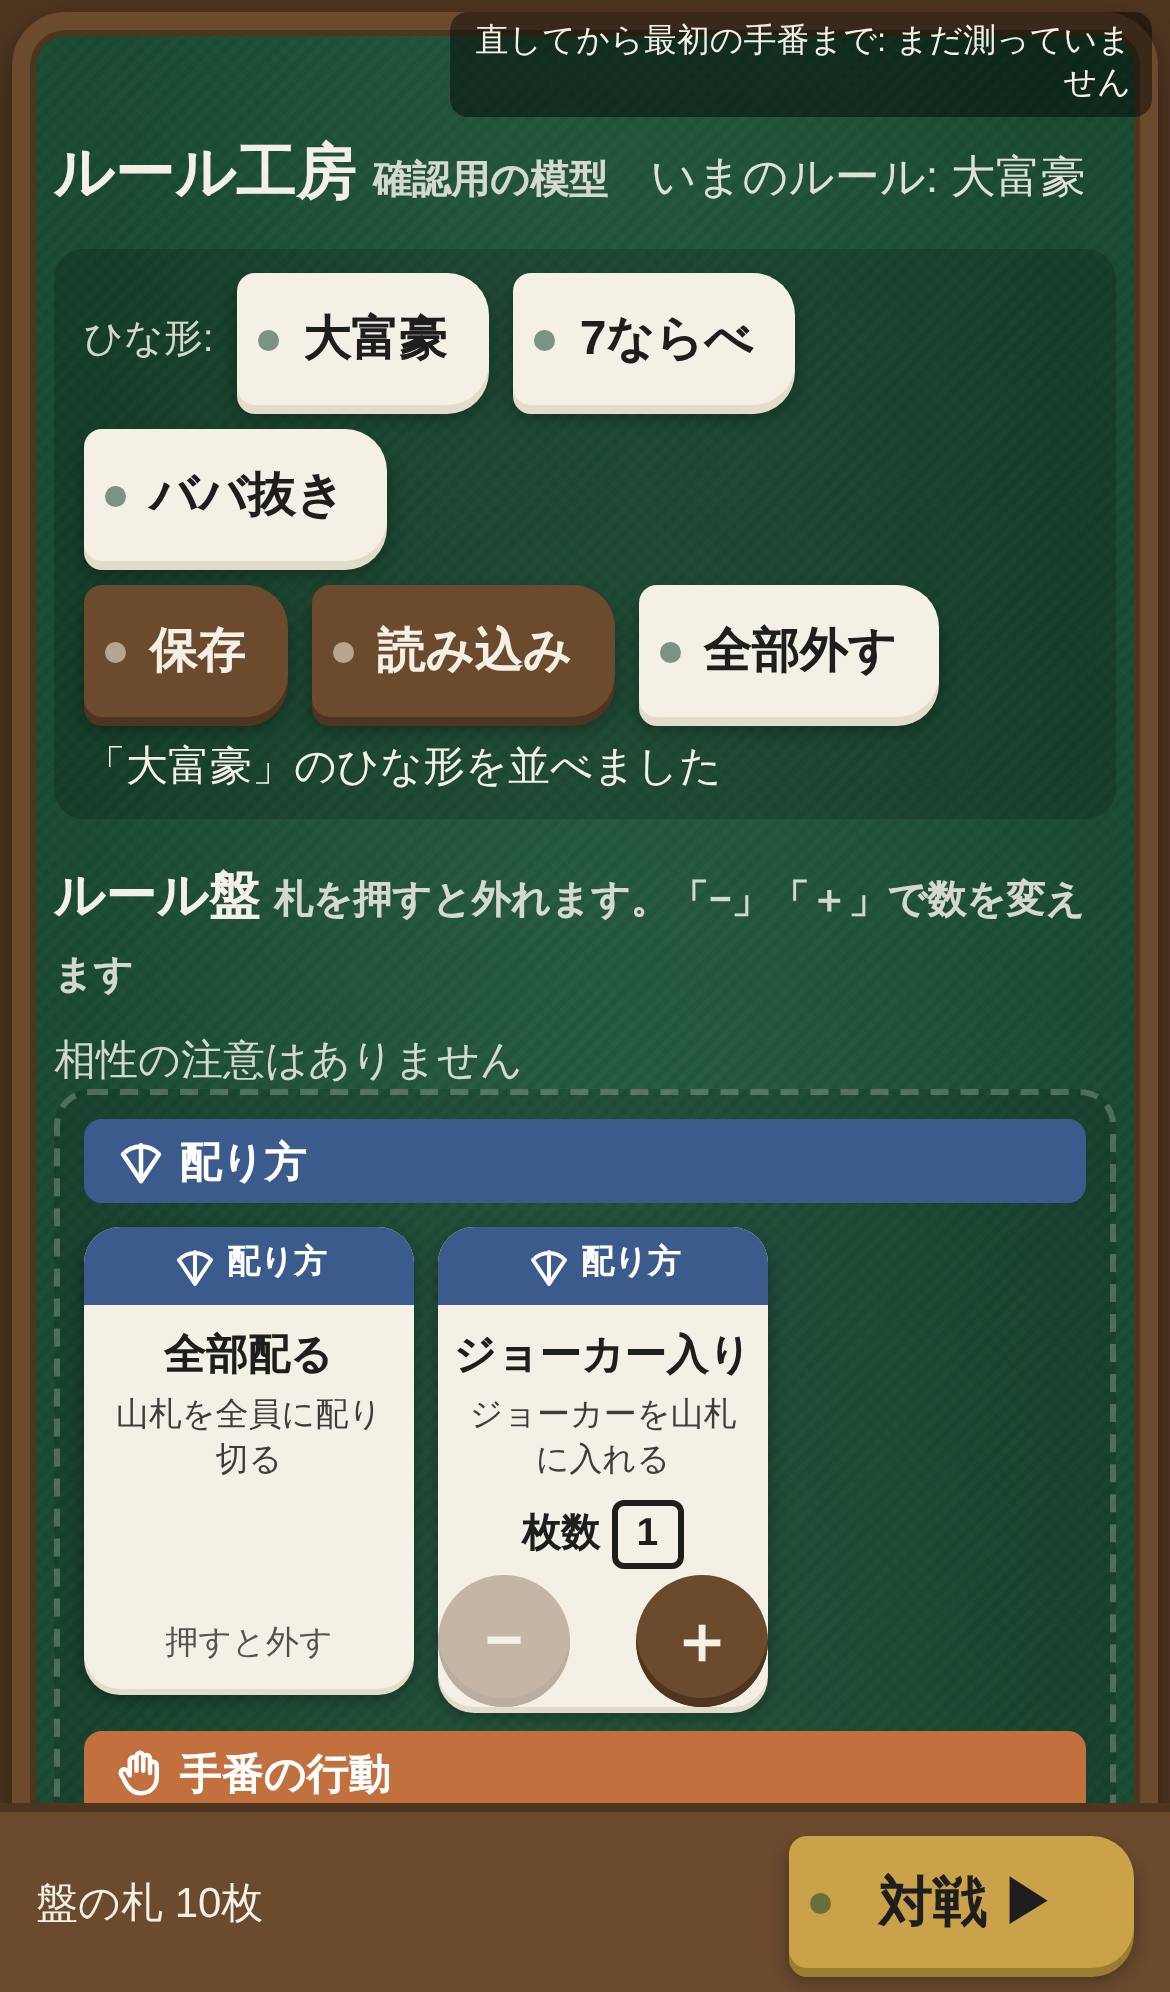 直してから最初の手番まで: まだ測っていま
せん
ルール工房 確認用の模型 いまのルール: 大富豪
ひな形: 大富豪 7ならべ
ババ抜き
保存 読み込み 全部外す
「大富豪」のひな形を並べました
ルール盤 札を押すと外れます。「−」「+」で数を変え
ます
相性の注意はありません
配り方
配り方 配り方
全部配る ジョーカー入り
山札を全員に配り ジョーカーを山札
切る に入れる
枚数 1
押すと外す − +
手番の行動
盤の札 10枚 対戦 ▶